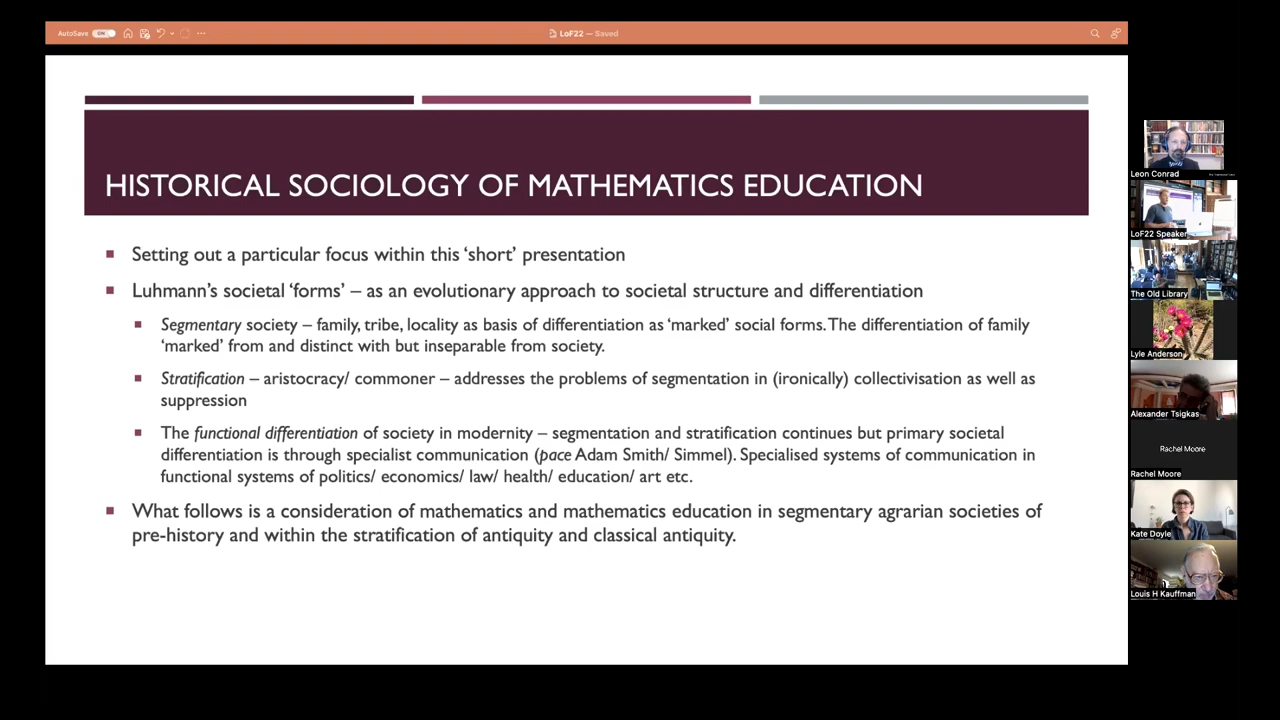 AutoSave ON
LoF22 — Saved
HISTORICAL SOCIOLOGY OF MATHEMATICS EDUCATION
Setting out a particular focus within this ‘short’ presentation
Luhmann’s societal ‘forms’ – as an evolutionary approach to societal structure and differentiation
Segmentary society – family, tribe, locality as basis of differentiation as ‘marked’ social forms. The differentiation of family
‘marked’ from and distinct with but inseparable from society.
Stratification – aristocracy/ commoner – addresses the problems of segmentation in (ironically) collectivisation as well as
suppression
The functional differentiation of society in modernity – segmentation and stratification continues but primary societal
differentiation is through specialist communication (pace Adam Smith/ Simmel). Specialised systems of communication in
functional systems of politics/ economics/ law/ health/ education/ art etc.
What follows is a consideration of mathematics and mathematics education in segmentary agrarian societies of
pre-history and within the stratification of antiquity and classical antiquity.
Leon Conrad
LoF22 Speaker
The Old Library
Lyle Anderson
Alexander Tsigkas
Rachel Moore
Rachel Moore
Kate Doyle
Louis H Kauffman